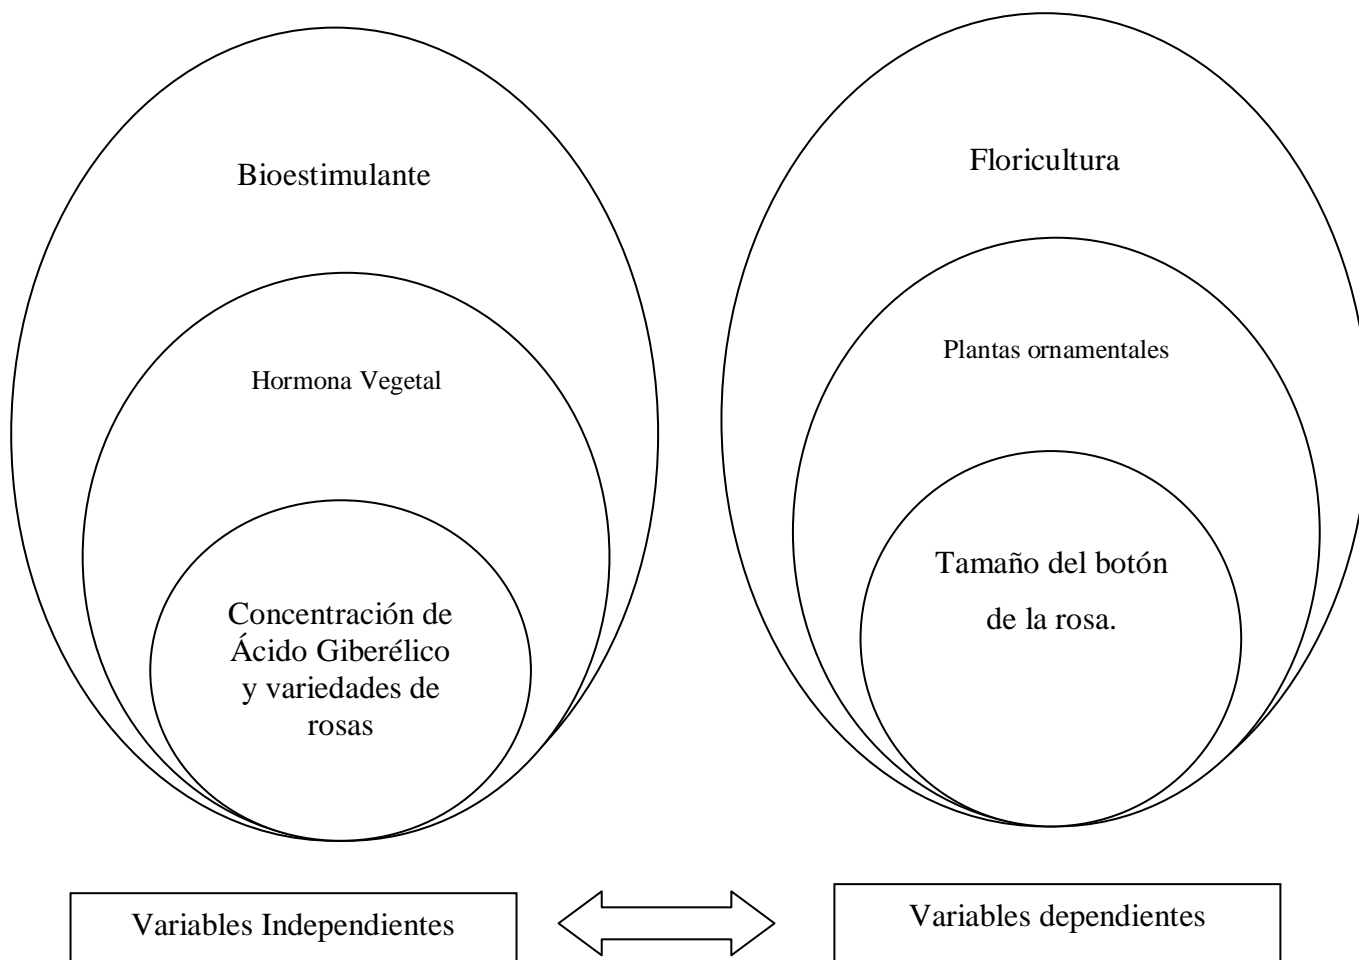 Bioestimulante
Hormona Vegetal
Concentración de
Ácido Giberélico
y variedades de
rosas
Floricultura
Plantas ornamentales
Tamaño del botón
de la rosa.
Variables Independientes
Variables dependientes